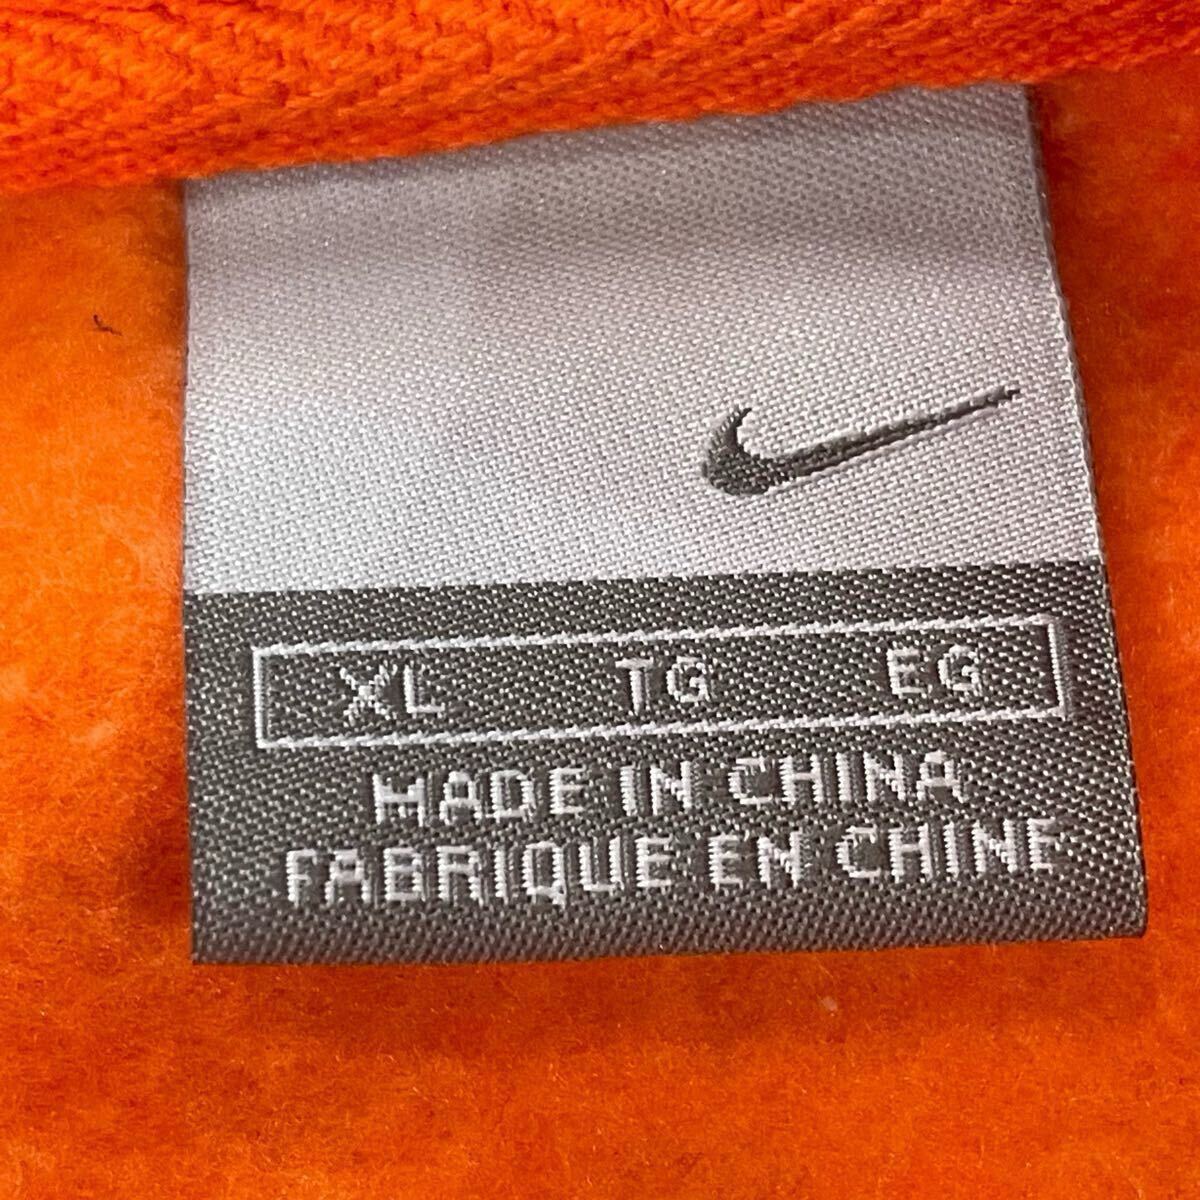 XL TG EG
MADE IN CHINA
FABRIQUE EN CHINE